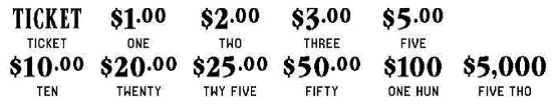 TICKET $1.00 $2.00 $3.00 $5.00
TICKET ONE TWO THREE FIVE
$10.00 $20.00 $25.00 $50.00 $100 $5,000
TEN TWENTY TWY FIVE FIFTY ONE HUN FIVE THO